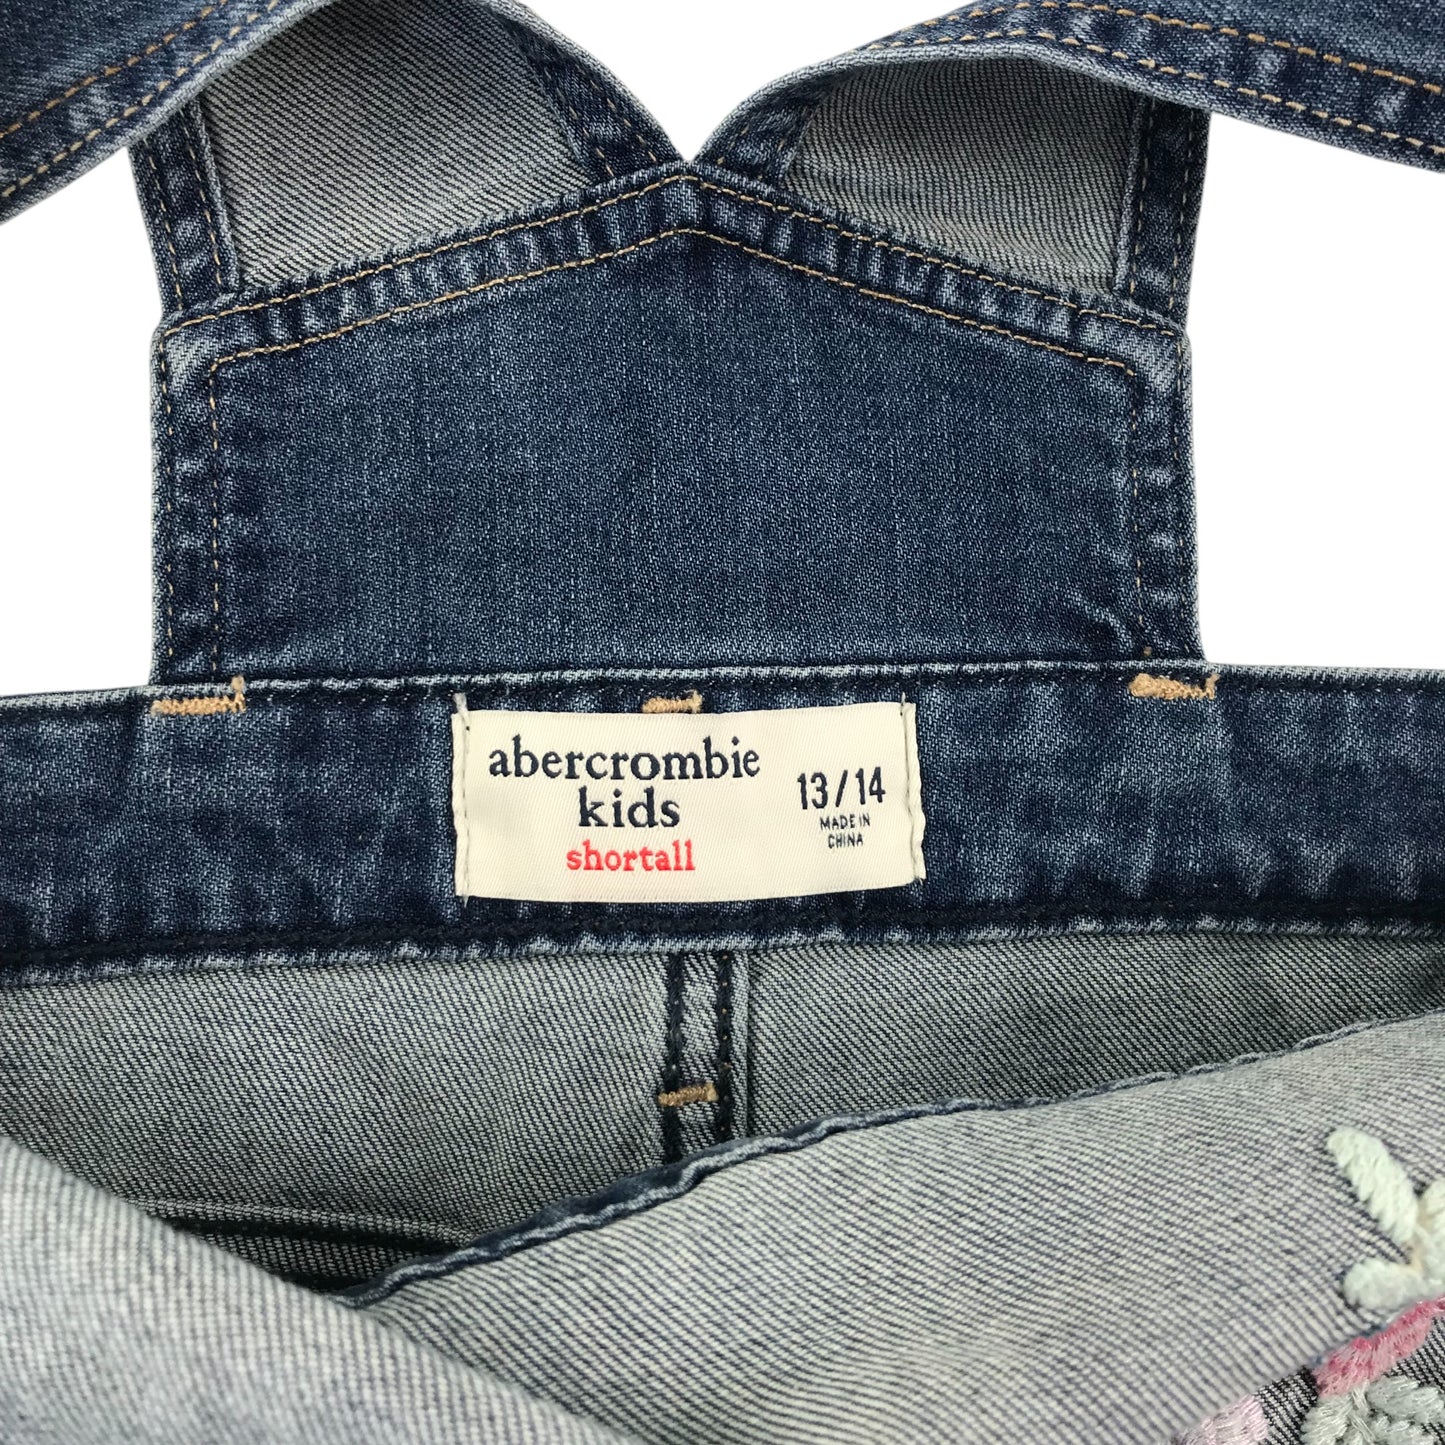 abercrombie
kids
shortall
13/14
MADE IN
CHINA